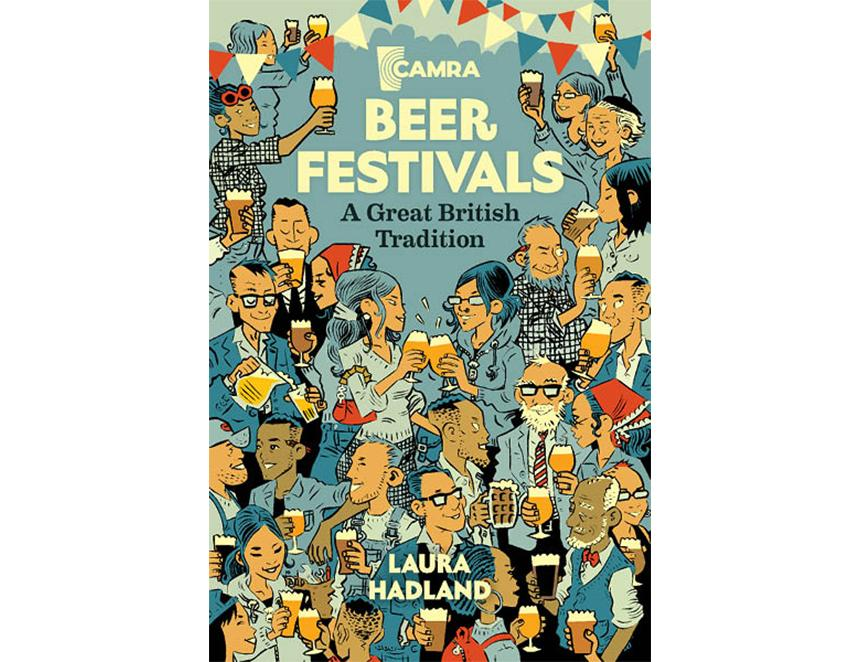 CAMRA
BEER
FESTIVALS
A Great British
Tradition
LAURA
HADLAND